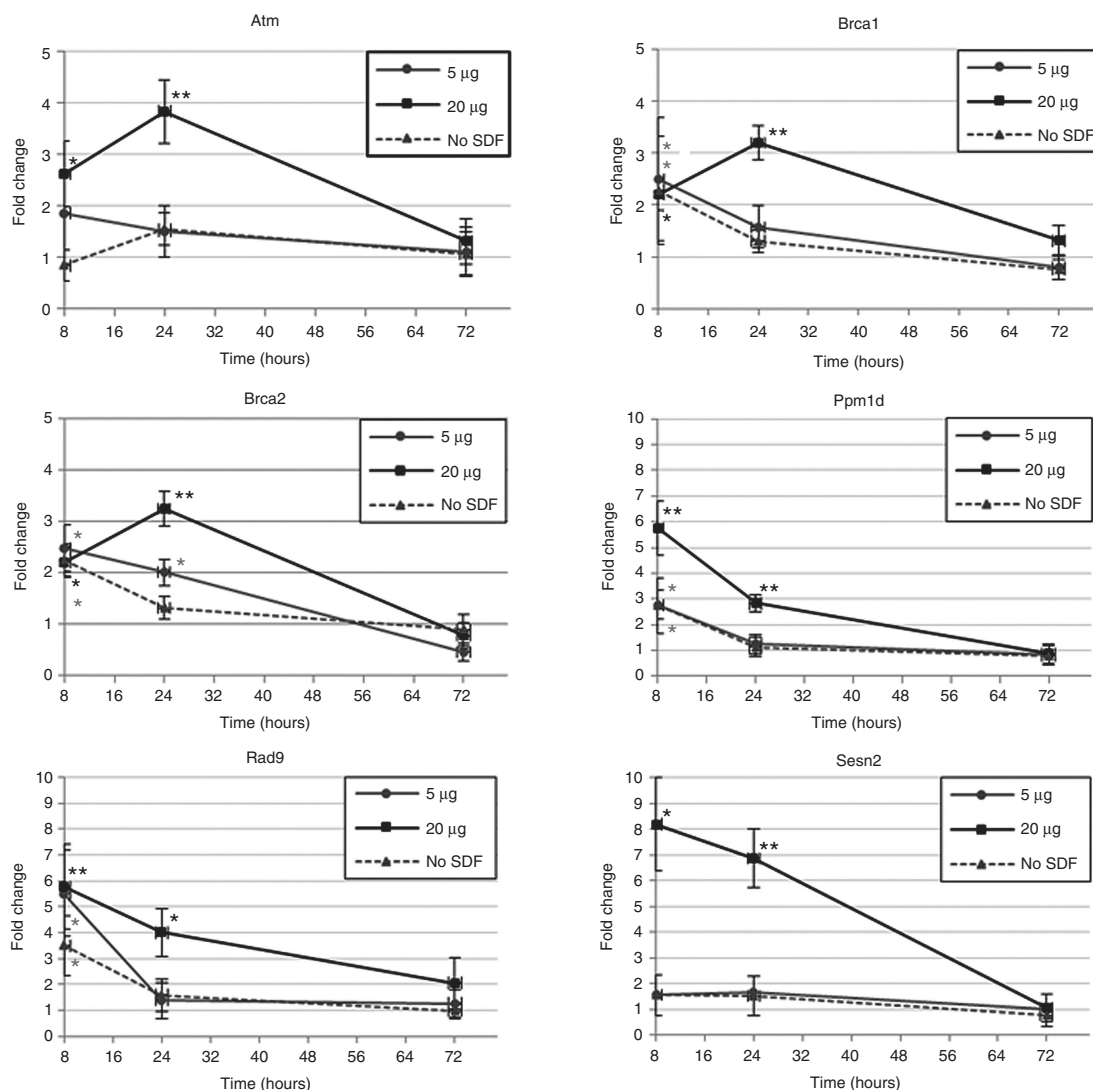 Atm
5
4
3
2
1
0
Fold change
5 μg
20 μg
No SDF
**
*
8 16 24 32 40 48 56 64 72
Time (hours)
Brca1
5
4
3
2
1
0
Fold change
5 μg
20 μg
No SDF
*
*
**
*
8 16 24 32 40 48 56 64 72
Time (hours)
Brca2
5
4
3
2
1
0
Fold change
5 μg
20 μg
No SDF
**
*
*
*
*
8 16 24 32 40 48 56 64 72
Time (hours)
Ppm1d
10
9
8
7
6
5
4
3
2
1
0
Fold change
5 μg
20 μg
No SDF
**
*
**
*
8 16 24 32 40 48 56 64 72
Time (hours)
Rad9
10
9
8
7
6
5
4
3
2
1
0
Fold change
5 μg
20 μg
No SDF
**
*
*
*
8 16 24 32 40 48 56 64 72
Time (hours)
Sesn2
10
9
8
7
6
5
4
3
2
1
0
Fold change
5 μg
20 μg
No SDF
*
**
8 16 24 32 40 48 56 64 72
Time (hours)